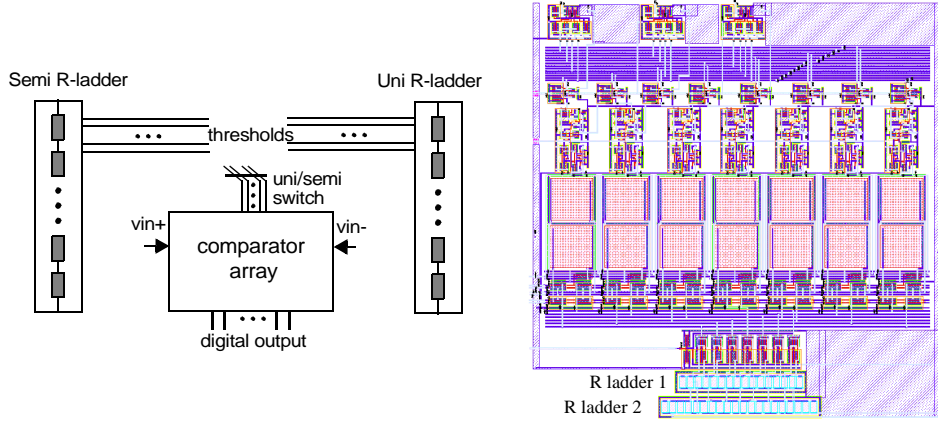 Semi R-ladder
Uni R-ladder
thresholds
uni/semi
switch
vin+
vin-
comparator
array
digital output
R ladder 1
R ladder 2